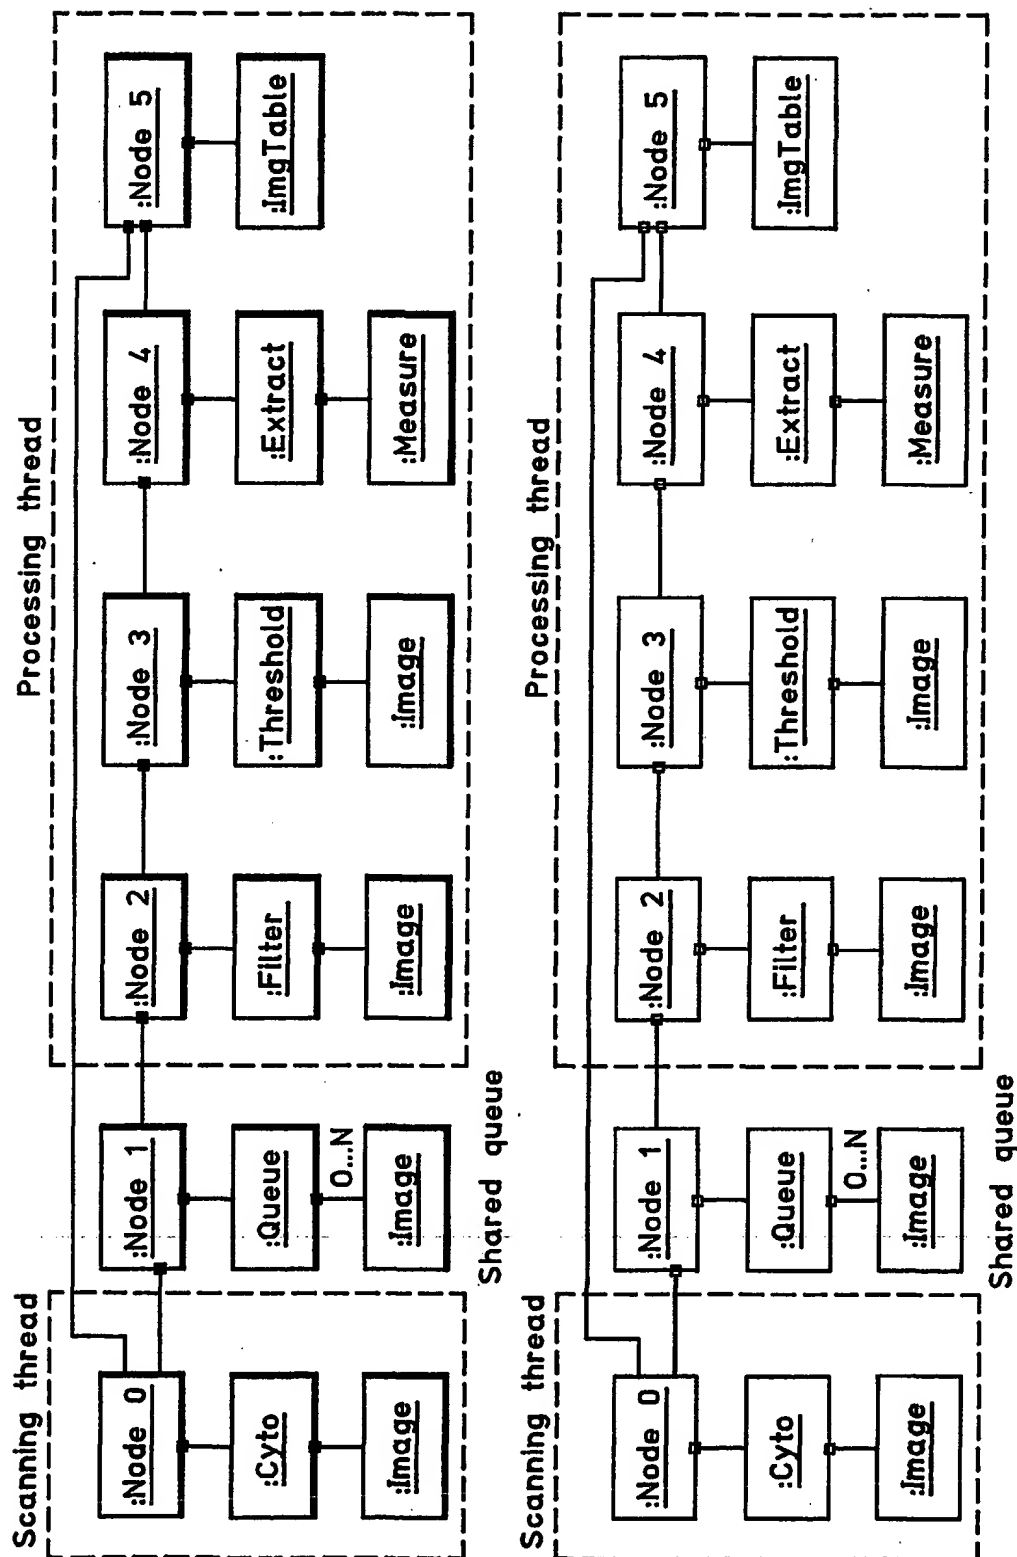 Scanning thread
Processing thread
:Node 0
:Node 1
:Node 2
:Node 3
:Node 4
:Node 5
:Cyto
:Queue
:Filter
:Threshold
:Extract
:ImgTable
0...N
:Image
:Image
:Image
:Image
:Measure
Shared queue
Scanning thread
Processing thread
:Node 0
:Node 1
:Node 2
:Node 3
:Node 4
:Node 5
:Cyto
:Queue
:Filter
:Threshold
:Extract
:ImgTable
0...N
:Image
:Image
:Image
:Image
:Measure
Shared queue